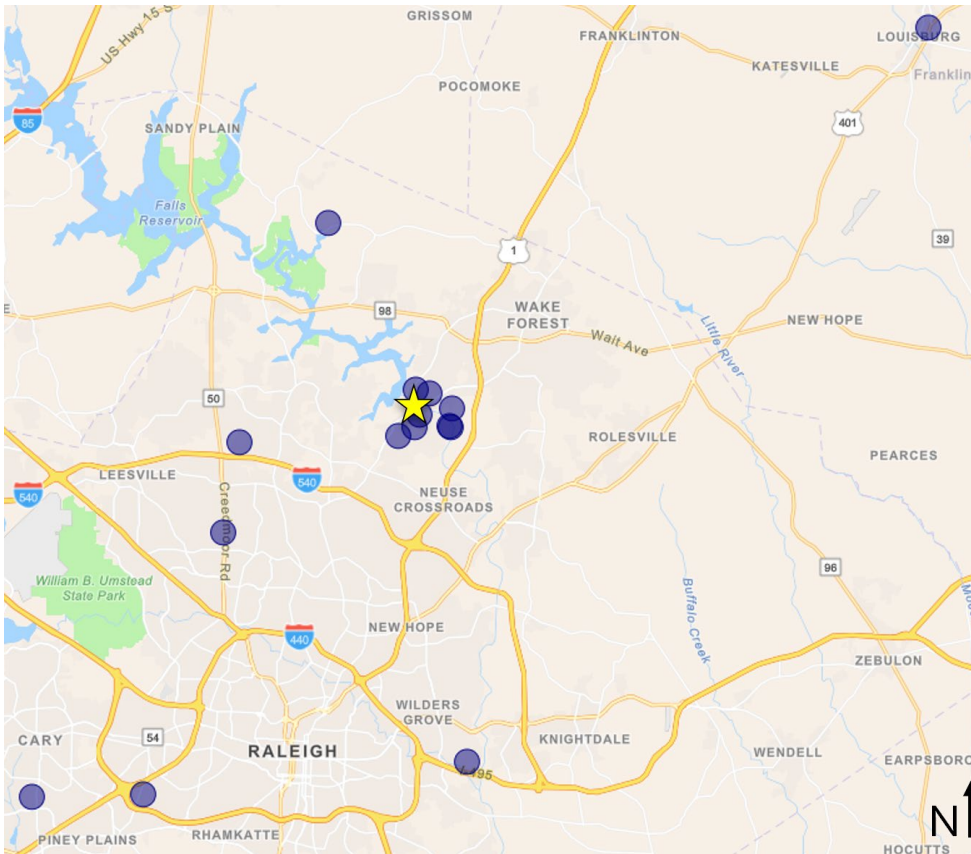 GRISSOM
US Hwy 15 S
FRANKLINTON
LOUISBURG
KATESVILLE
Franklin
POCOMOKE
85
SANDY PLAIN
401
Falls
Reservoir
39
1
98
WAKE
FOREST
NEW HOPE
Wait Ave
Little River
50
ROLESVILLE
PEARCES
LEESVILLE
540
540
NEUSE
CROSSROADS
Creedmoor Rd
William B. Umstead
State Park
96
Buffalo Creek
NEW HOPE
440
ZEBULON
WILDERS
GROVE
CARY
54
RALEIGH
KNIGHTDALE
WENDELL
EARPSBORO
I-495
PINEY PLAINS
RHAMKATTE
N
HOCUTTS